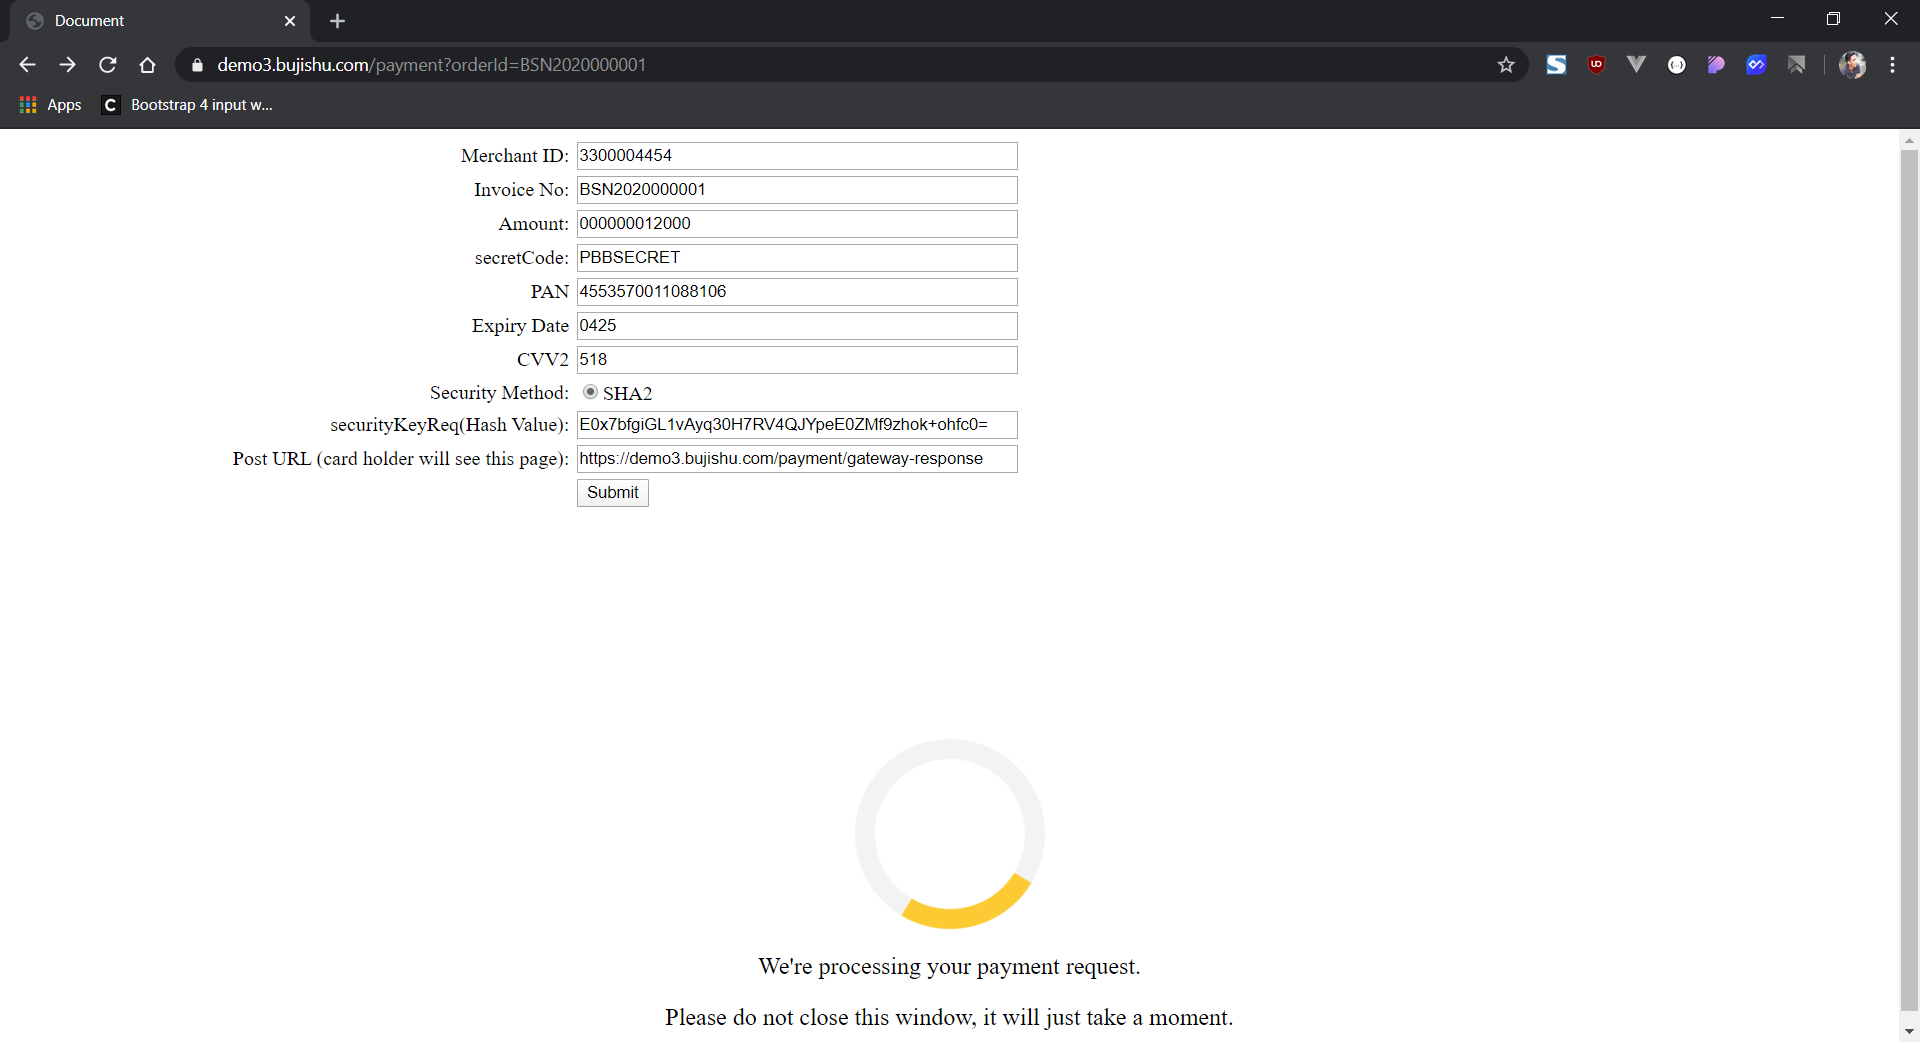 Document
demo3.bujishu.com/payment?orderId=BSN2020000001
Apps
C Bootstrap 4 input w...
Merchant ID: 3300004454
Invoice No: BSN2020000001
Amount: 000000012000
secretCode: PBBSECRET
PAN 4553570011088106
Expiry Date 0425
CVV2 518
Security Method: SHA2
securityKeyReq(Hash Value): E0x7bfgiGL1vAyq30H7RV4QJYpeE0ZMf9zhok+ohfc0=
Post URL (card holder will see this page): https://demo3.bujishu.com/payment/gateway-response
Submit
We're processing your payment request.
Please do not close this window, it will just take a moment.